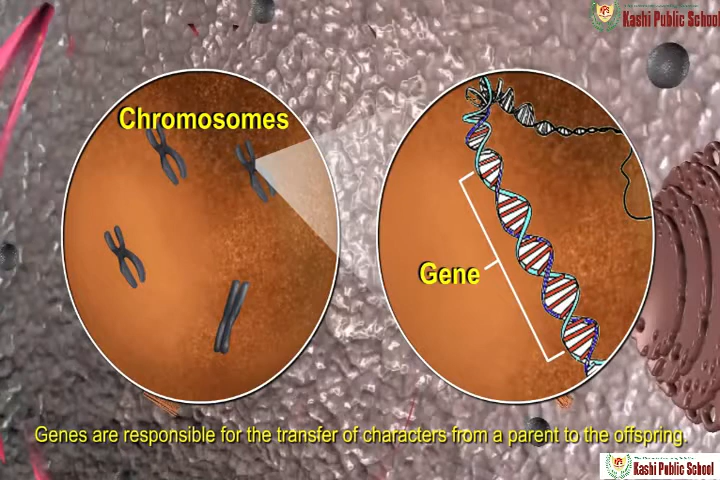 Kashi Public School
Chromosomes
Gene
Genes are responsible for the transfer of characters from a parent to the offspring.
Kashi Public School